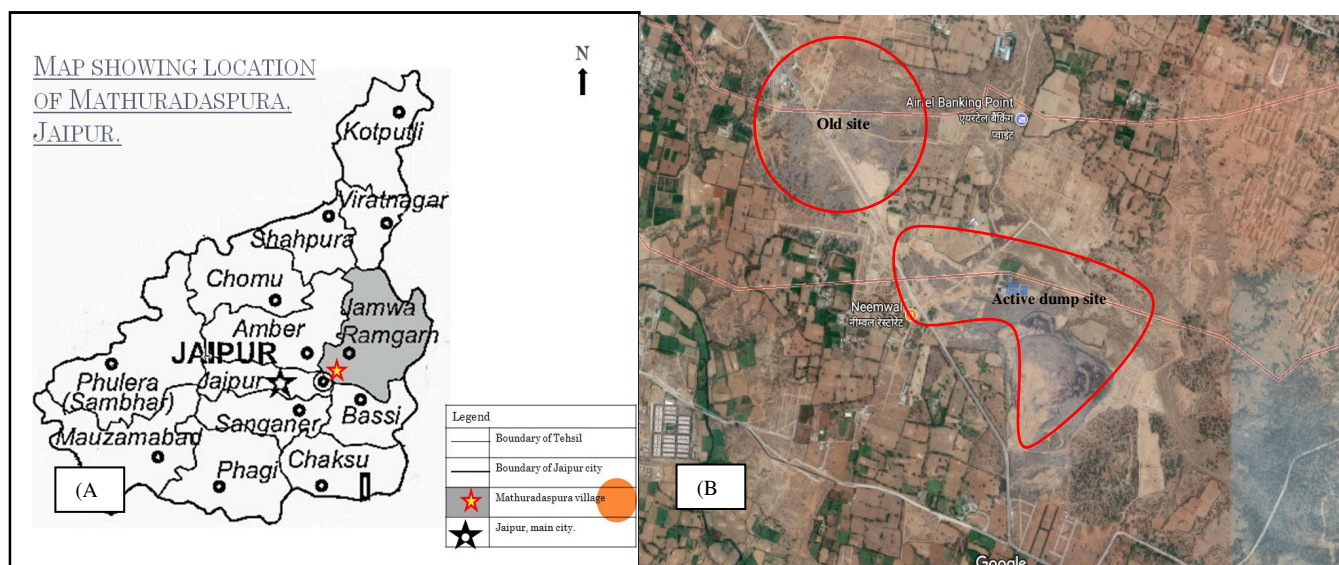 MAP SHOWING LOCATION
OF MATHURADASPURA,
JAIPUR.
N
Kotputli
Viratnagar
Shahpura
Chomu
Jamwa
Ramgarh
Amber
JAIPUR
Jaipur
Phulera
(Sambhar)
Bassi
Sanganer
Mauzamabad
Phagi
Chaksu
(A
Legend
Boundary of Tehsil
Boundary of Jaipur city
Mathuradaspura village
Jaipur, main city.
Old site
Airtel Banking Point
एयरटेल बैंकिंग
प्वाइंट
Active dump site
Neemwal
नीम्वल रेस्टोरेंट
(B
Google